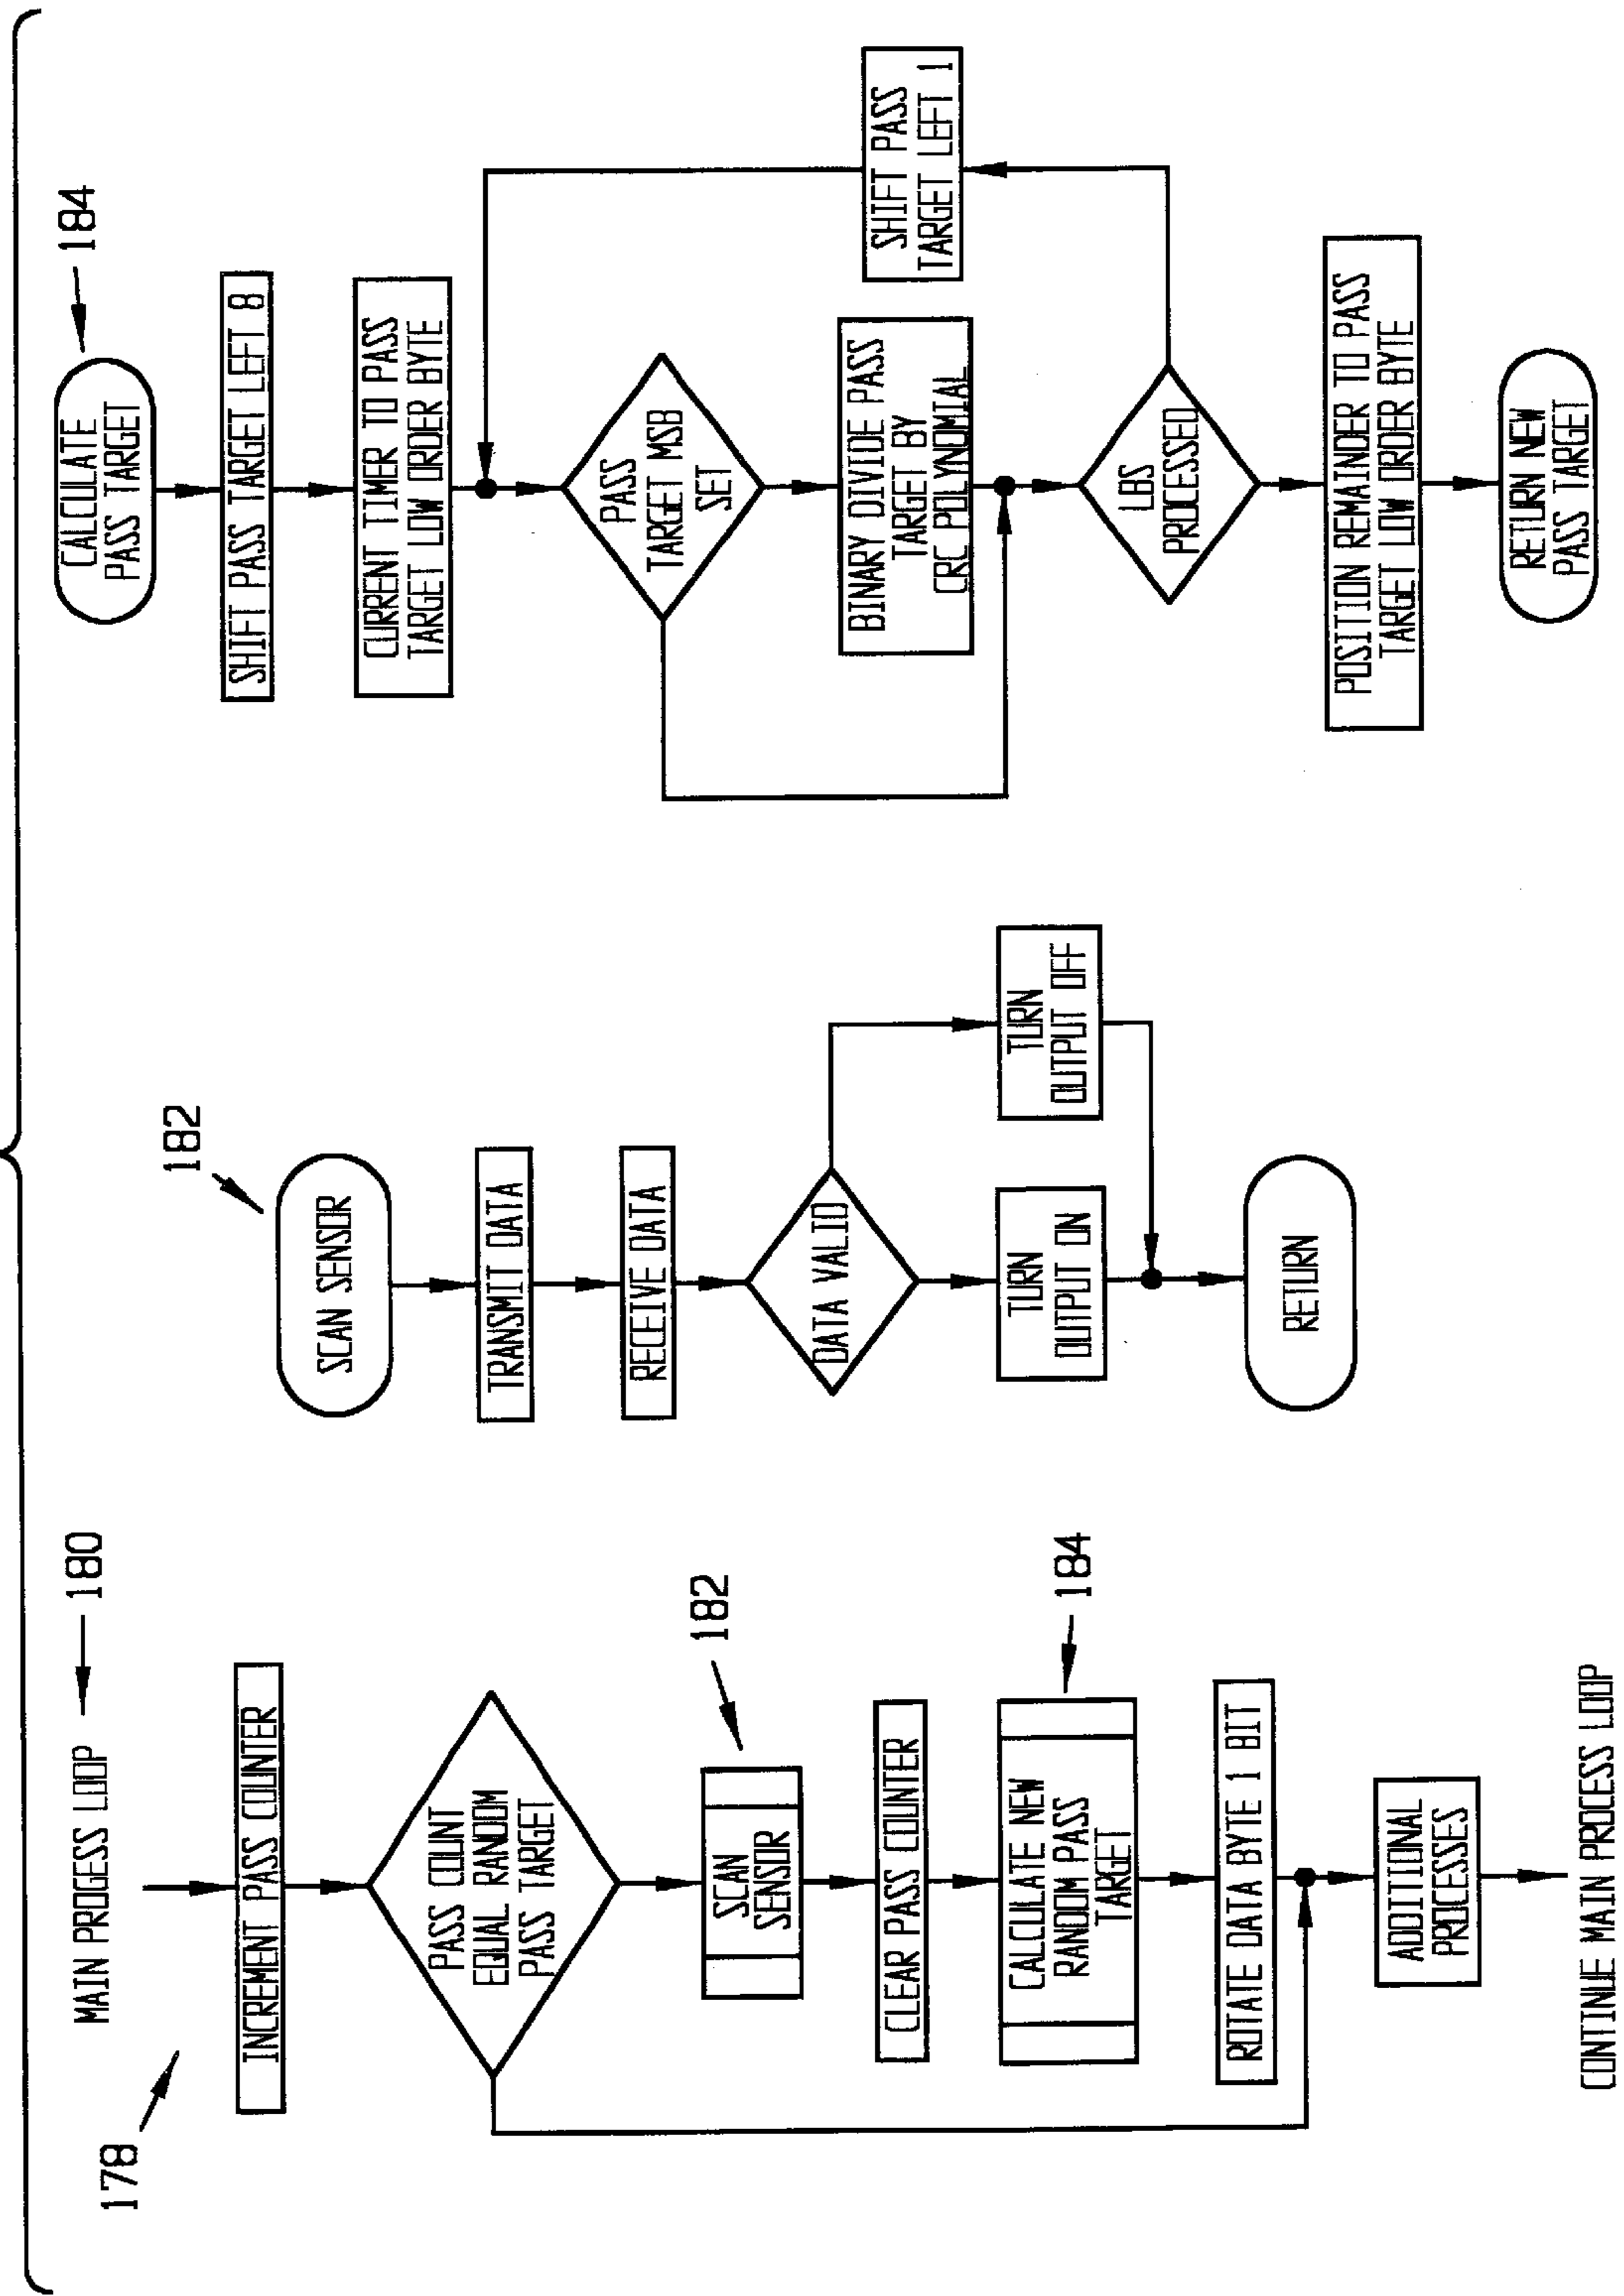 178
MAIN PROGESS LOOP
180
INCREMENT PASS COUNTER
PASS COUNT
EQUAL RANDOM
PASS TARGET
182
SCAN
SENSOR
CLEAR PASS COUNTER
184
CALCULATE NEW
RANDOM PASS
TARGET
ROTATE DATA BYTE 1 BIT
ADDITIONAL
PROCESSES
CONTINUE MAIN PROCESS LOOP
182
SCAN SENSOR
TRANSMIT DATA
RECEIVE DATA
DATA VALID
TURN
OUTPUT ON
TURN
OUTPUT OFF
RETURN
184
CALCULATE
PASS TARGET
SHIFT PASS TARGET LEFT 8
CURRENT TIMER TO PASS
TARGET LOW ORDER BYTE
PASS
TARGET MSB
SET
BINARY DIVIDE PASS
TARGET BY
CRC POLYNOMIAL
SHIFT PASS
TARGET LEFT 1
LBS
PROCESSED
POSITION REMAINDER TO PASS
TARGET LOW ORDER BYTE
RETURN NEW
PASS TARGET